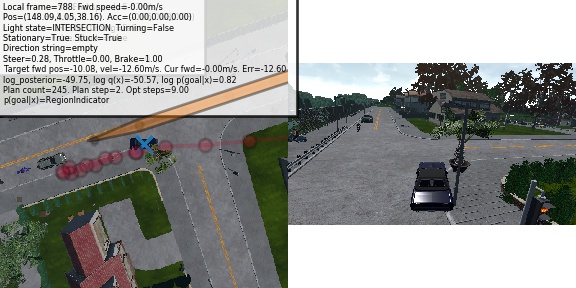 Local frame=788. Fwd speed=-0.00m/s
Pos=(148.09,4.05,38.16). Acc=(0.00,0.00,0.00)
Light state=INTERSECTION. Turning=False
Stationary=True. Stuck=True
Direction string=empty
Steer=0.28, Throttle=0.00, Brake=1.00
Target fwd pos=-10.08, vel=-12.60m/s. Cur fwd=-0.00m/s. Err=-12.60
log_posterior=-49.75, log q(x)=-50.57, log p(goal|x)=0.82
Plan count=245. Plan step=2. Opt steps=9.00
p(goal|x)=RegionIndicator